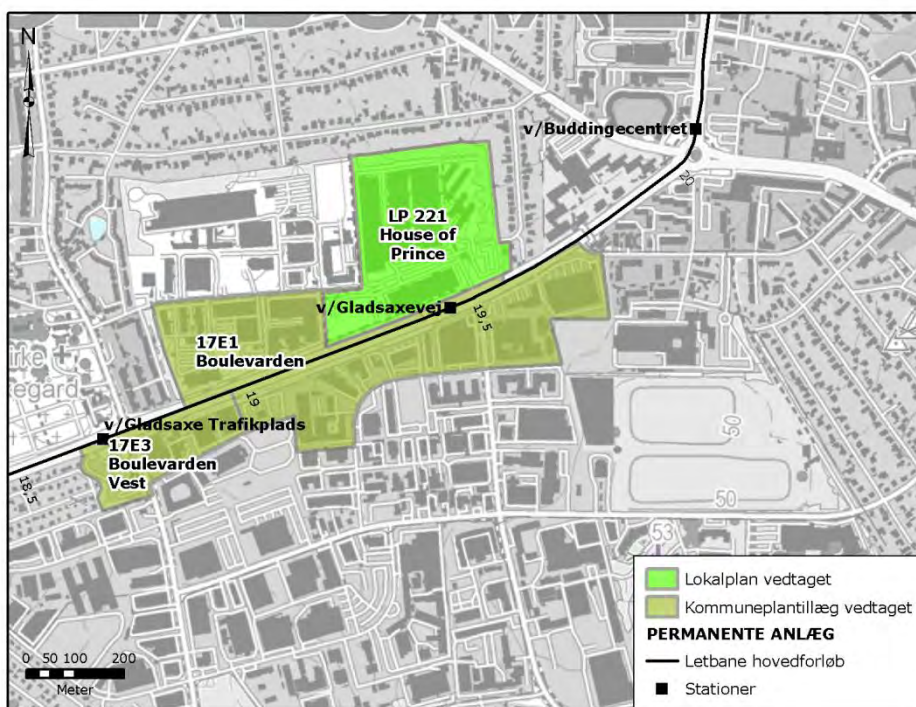 N
v/Buddingecentret
20
LP 221
House of
Prince
v/Gladsaxevej
19,5
17E1
Boulevarden
19
v/Gladsaxe Trafikplads
17E3
Boulevarden
Vest
18,5
50
50
53
0 50 100 200
Meter
Lokalplan vedtaget
Kommuneplantillæg vedtaget
PERMANENTE ANLÆG
Letbane hovedforløb
Stationer